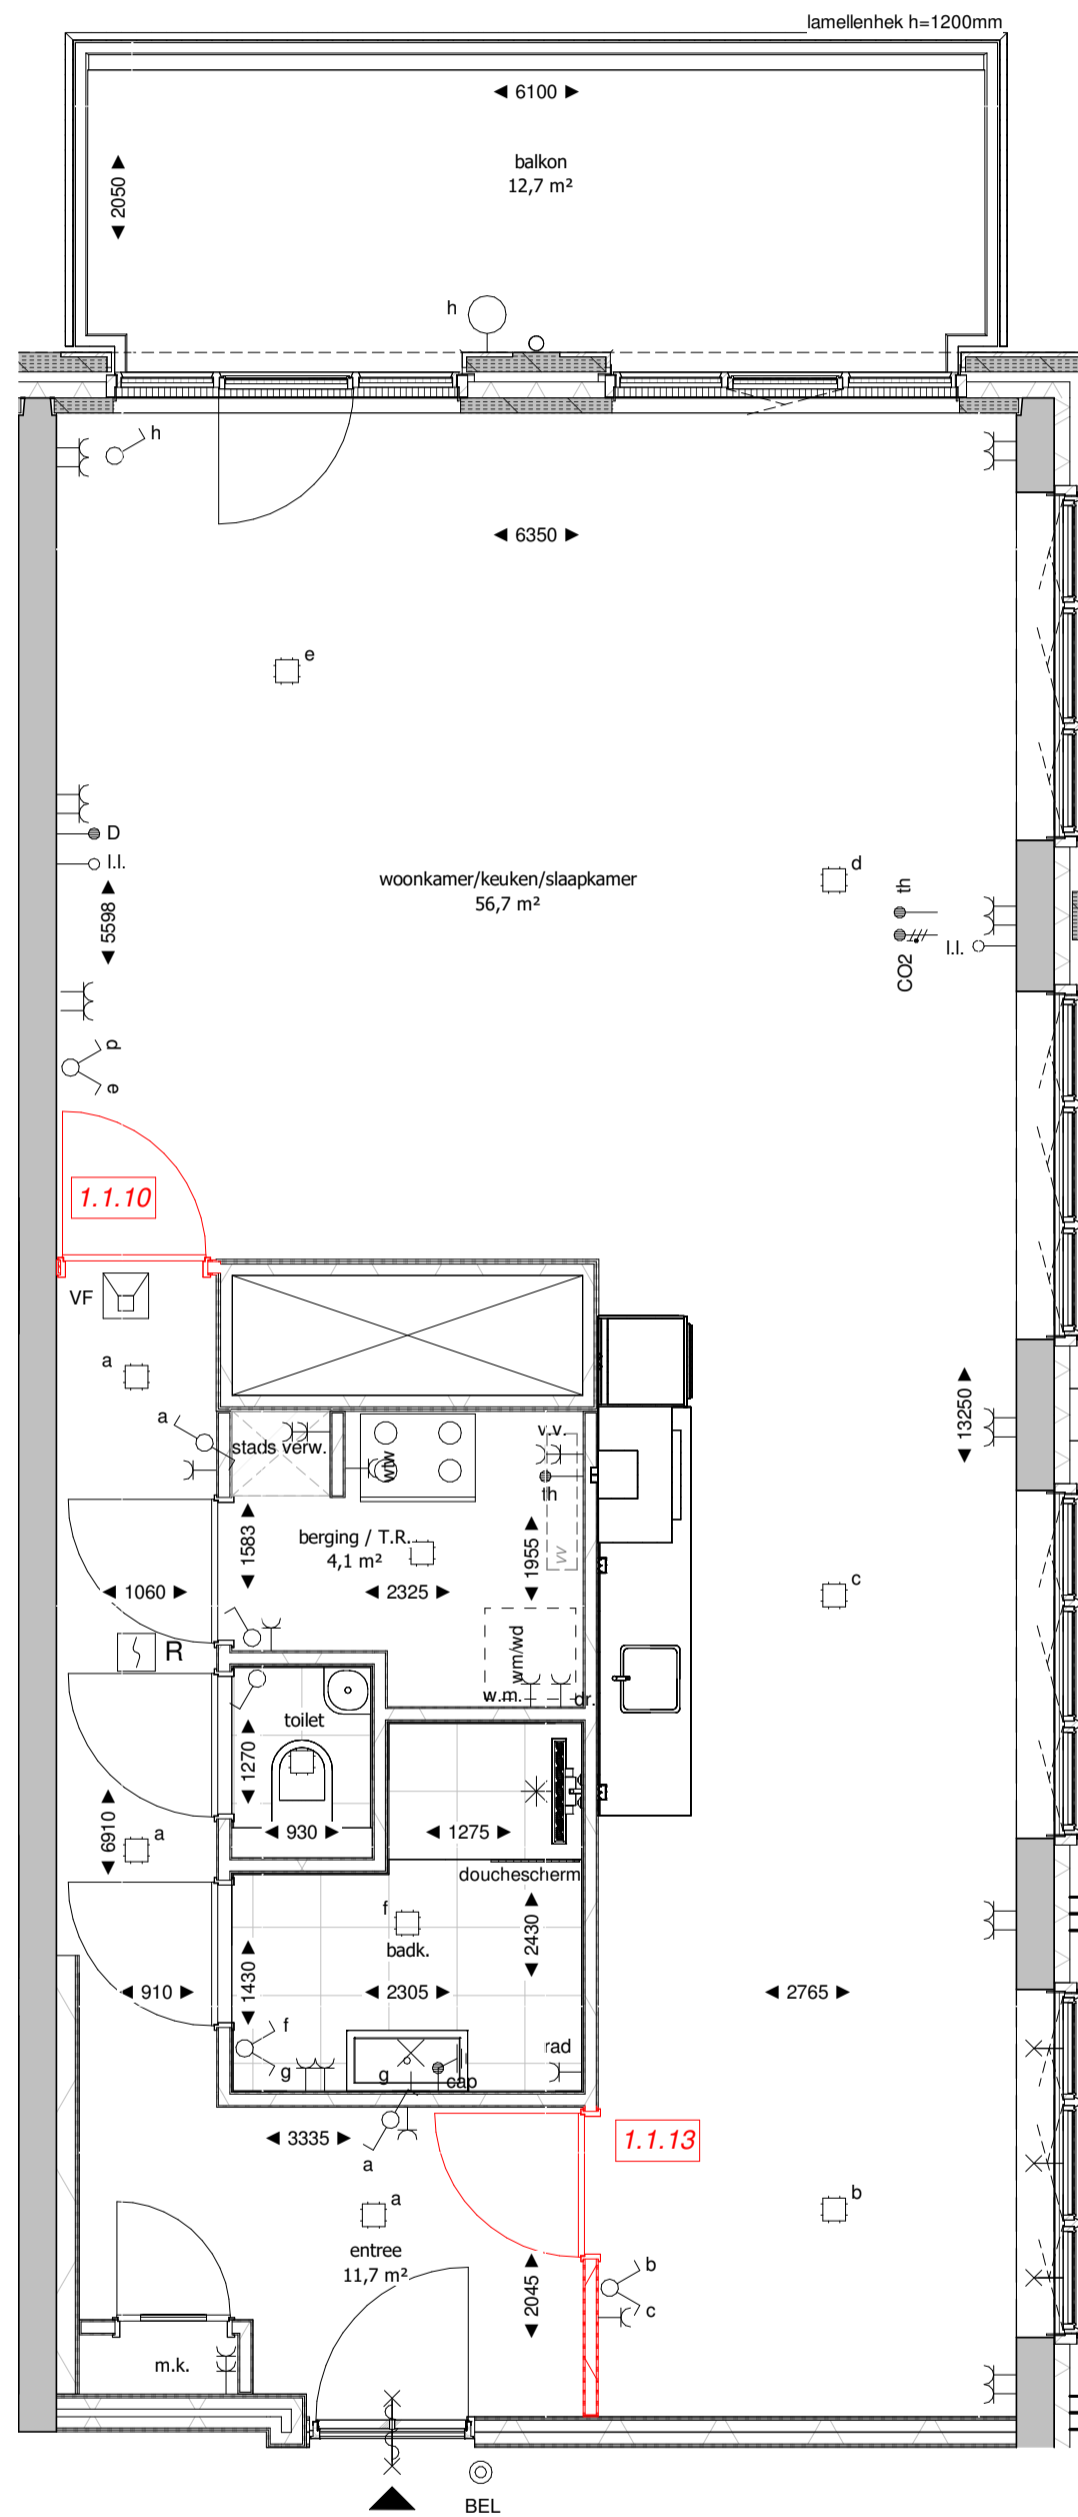 lamellenhek h=1200mm
6100
balkon
12,7 m²
2050
h
h
6350
e
D
l.l.
5598
woonkamer/keuken/slaapkamer
56,7 m²
d
th
CO2
l.l.
d
e
1.1.10
VF
a
a
stads verw.
wtw
v.v.
th
vv
13250
1583
berging / T.R.
4,1 m²
1955
1060
2325
c
R
wm/wd
w.m.
dr.
toilet
1270
930
1275
6910
a
douchescherm
f
badk.
2430
1430
910
2305
2765
f
g
g
cap
rad
3335
a
1.1.13
a
b
entree
11,7 m²
2045
b
c
m.k.
BEL